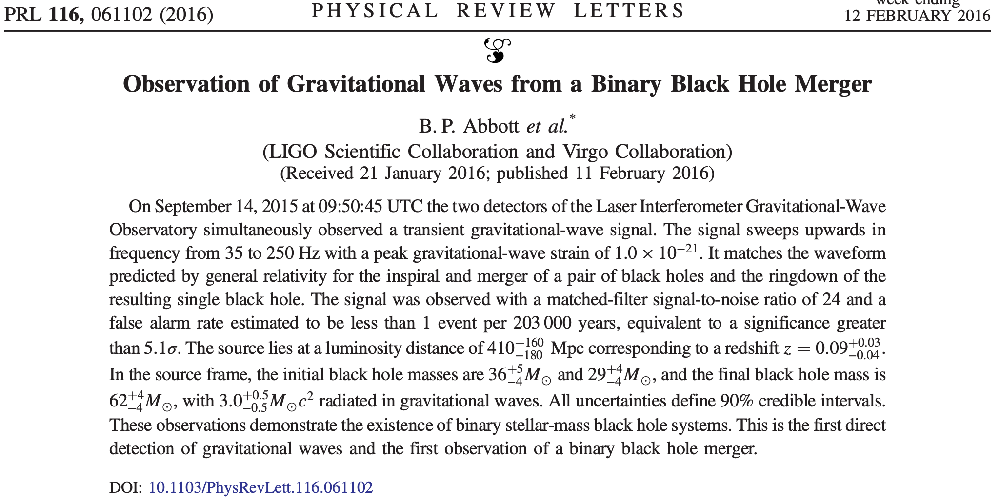 PRL 116, 061102 (2016)
PHYSICAL REVIEW LETTERS
week ending
12 FEBRUARY 2016
Observation of Gravitational Waves from a Binary Black Hole Merger
B. P. Abbott et al.*
(LIGO Scientific Collaboration and Virgo Collaboration)
(Received 21 January 2016; published 11 February 2016)
On September 14, 2015 at 09:50:45 UTC the two detectors of the Laser Interferometer Gravitational-Wave
Observatory simultaneously observed a transient gravitational-wave signal. The signal sweeps upwards in
frequency from 35 to 250 Hz with a peak gravitational-wave strain of 1.0 × 10⁻²¹. It matches the waveform
predicted by general relativity for the inspiral and merger of a pair of black holes and the ringdown of the
resulting single black hole. The signal was observed with a matched-filter signal-to-noise ratio of 24 and a
false alarm rate estimated to be less than 1 event per 203 000 years, equivalent to a significance greater
than 5.1σ. The source lies at a luminosity distance of 410^{+160}_{−180} Mpc corresponding to a redshift z = 0.09^{+0.03}_{−0.04}.
In the source frame, the initial black hole masses are 36^{+5}_{−4}M_⊙ and 29^{+4}_{−4}M_⊙, and the final black hole mass is
62^{+4}_{−4}M_⊙, with 3.0^{+0.5}_{−0.5}M_⊙c² radiated in gravitational waves. All uncertainties define 90% credible intervals.
These observations demonstrate the existence of binary stellar-mass black hole systems. This is the first direct
detection of gravitational waves and the first observation of a binary black hole merger.
DOI: 10.1103/PhysRevLett.116.061102